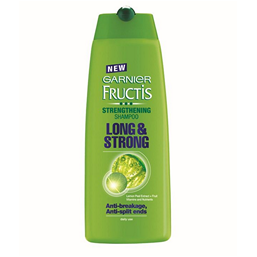 NEW
GARNIER
FRUCTIS
STRENGTHENING
SHAMPOO
LONG &
STRONG
Anti-breakage,
Anti-split ends